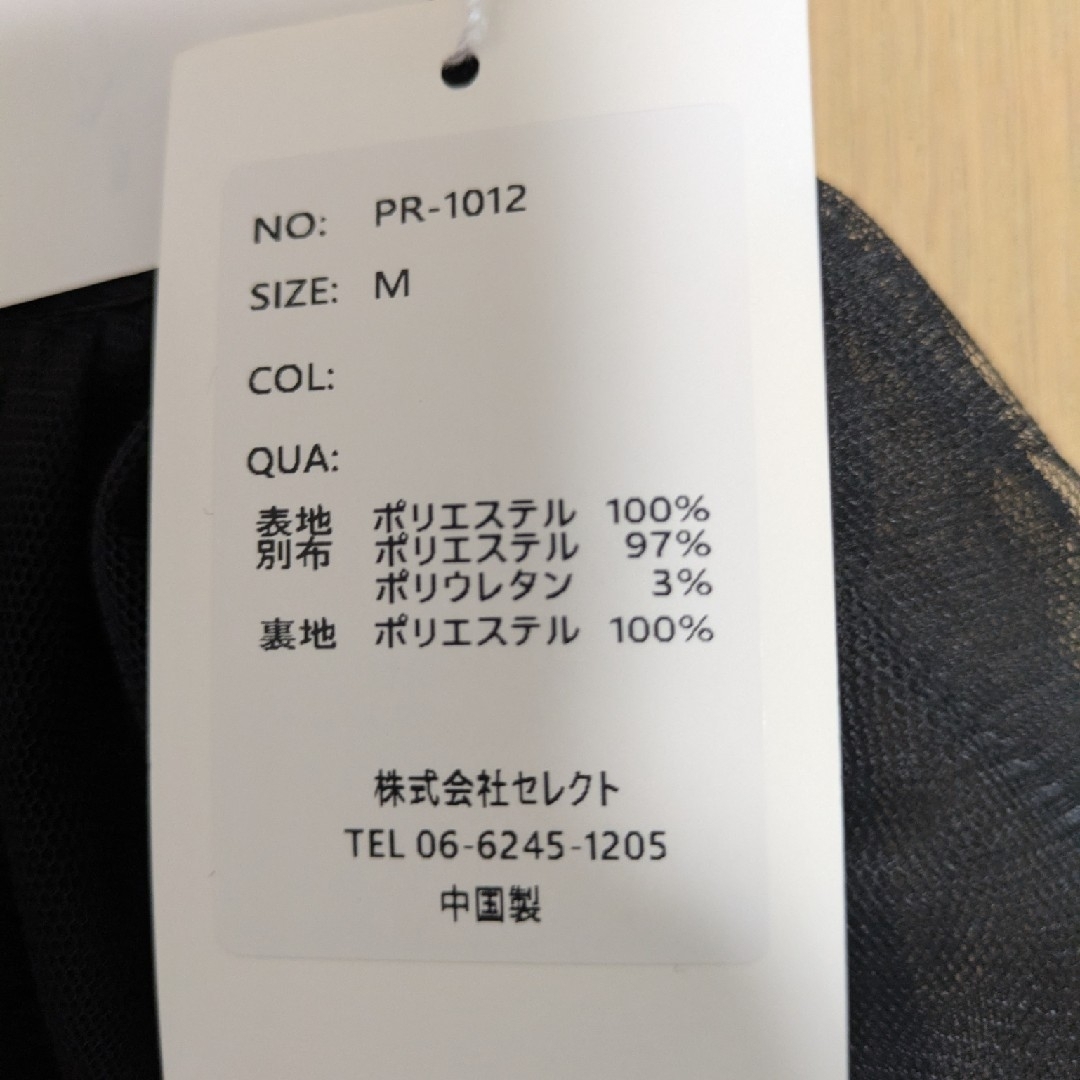 NO: PR-1012
SIZE: M
COL:
QUA:
表地 ポリエステル 100%
別布 ポリエステル 97%
ポリウレタン 3%
裏地 ポリエステル 100%
株式会社セレクト
TEL 06-6245-1205
中国製